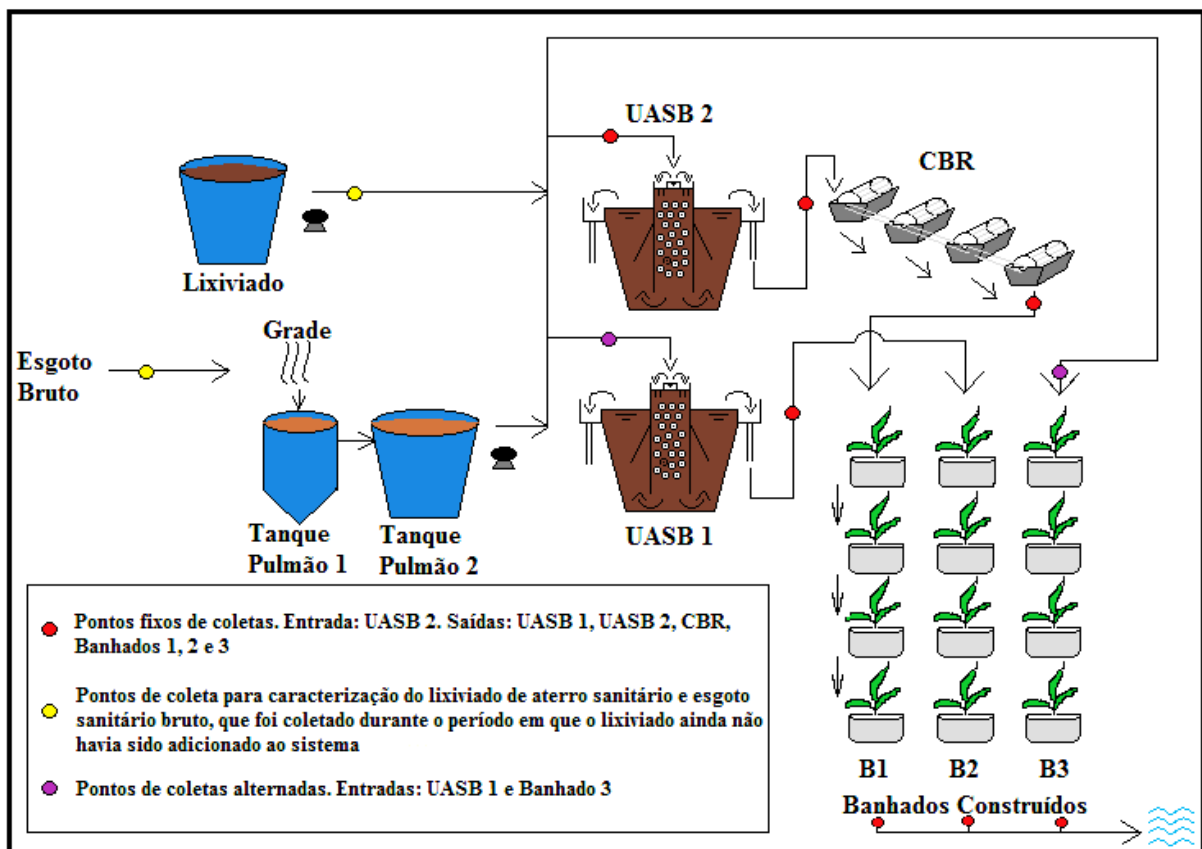 UASB 2
CBR
Lixiviado
Grade
Esgoto
Bruto
Tanque
Pulmão 1
Tanque
Pulmão 2
UASB 1
Pontos fixos de coletas. Entrada: UASB 2. Saídas: UASB 1, UASB 2, CBR,
Banhados 1, 2 e 3
Pontos de coleta para caracterização do lixiviado de aterro sanitário e esgoto
sanitário bruto, que foi coletado durante o período em que o lixiviado ainda não
havia sido adicionado ao sistema
Pontos de coletas alternadas. Entradas: UASB 1 e Banhado 3
B1
B2
B3
Banhados Construídos